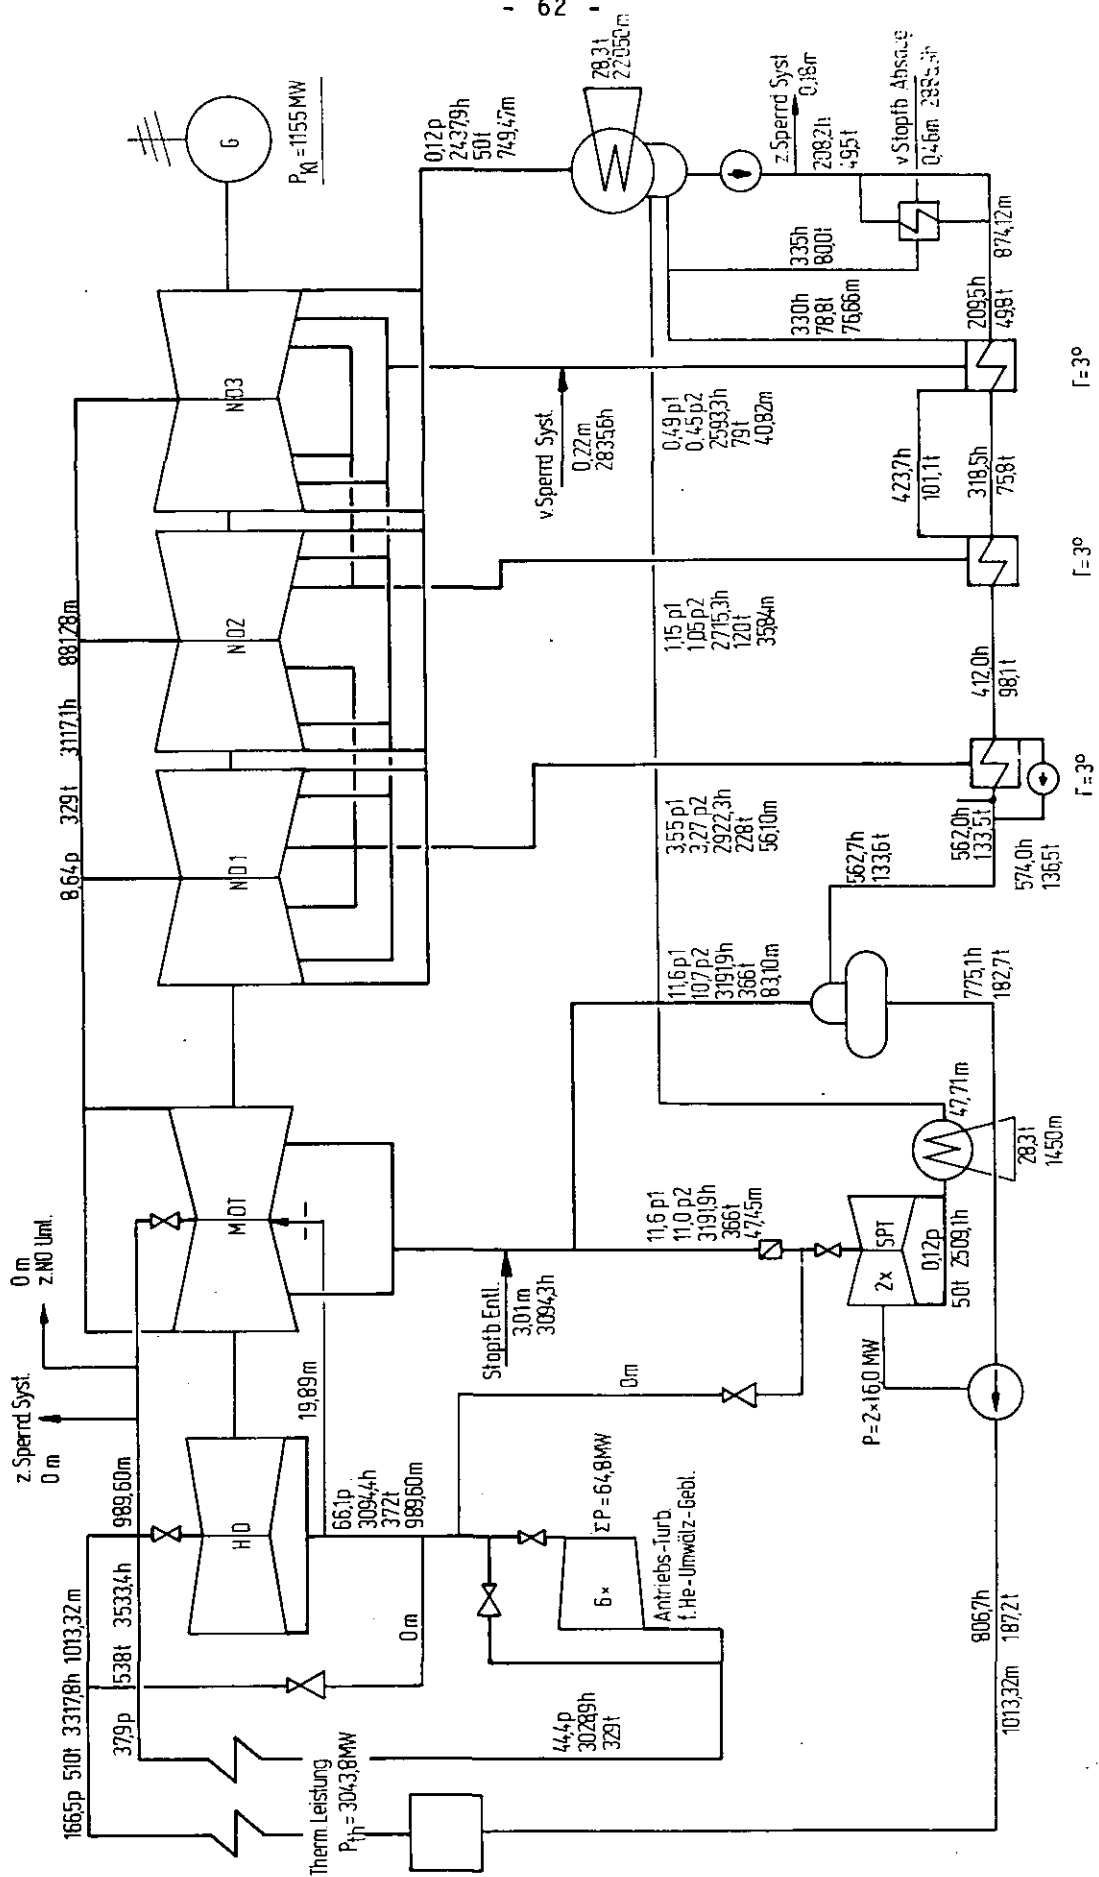 - 62 -
G
P_Kl = 1155 MW
0,12p
2437,9h
50t
749,47m
28,3t
22050m
z.Sperrd Syst
0,18m
208,2h
49,5t
v Stopfb Absaug
0,46m
335h
80,0t
330h
78,8t
76,66m
874,12m
209,5h
49,8t
ND3
v.Sperrd Syst.
0,22m
2835,6h
0,49 p1
0,45 p2
2593,3h
79t
40,82m
423,7h
101,1t
318,5h
75,8t
Γ=3°
Γ=3°
8,64p 329t 3117,1h 881,28m
ND2
1,15 p1
1,05 p2
2715,3h
120t
35,84m
412,0h
98,1t
ND1
3,55 p1
3,27 p2
2922,3h
228t
56,10m
562,7h
133,6t
562,0h
133,5t
574,0h
136,5t
Γ=3°
11,6 p1
10,7 p2
3191,9h
366t
83,10m
775,1h
182,7t
47,71m
28,3t
1450m
MDT
0m
z.ND Uml.
z.Sperrd Syst.
0 m
11,6 p1
11,0 p2
3191,9h
366t
47,45m
Stopfb.Entl.
3,01m
3094,3h
2x
SPT
0,12p
50t 2509,1h
P=2×16,0 MW
19,89m
0m
HD
989,60m
66,1p
3094,4h
372t
989,60m
6×
ΣP=64,8MW
Antriebs-Turb.
f.He-Umwälz-Gebl.
166,5p 510t 3317,8h 1013,32m
37,9p 538t 3533,4h
0m
44,4p
3028,9h
329t
Therm.Leistung
P_th = 3043,8MW
806,7h
187,2t
1013,32m